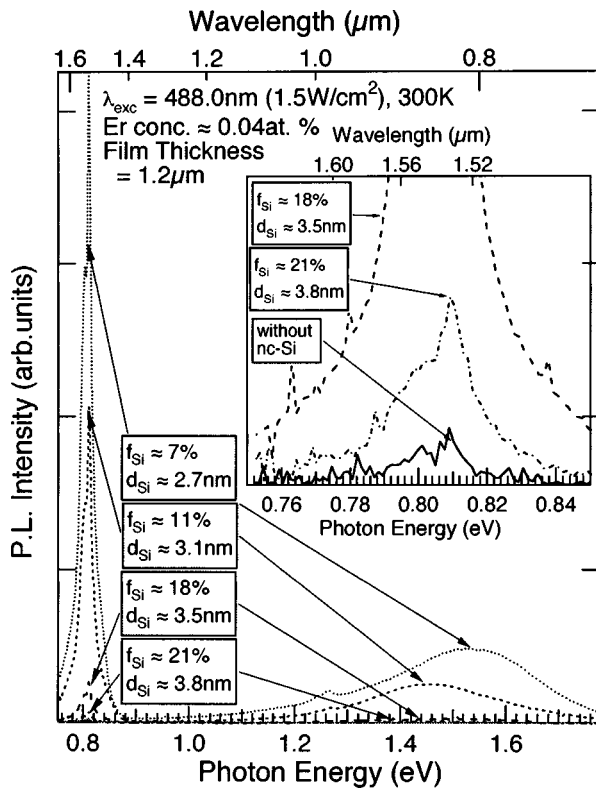 Wavelength (μm)
1.6 1.4 1.2 1.0 0.8
λexc = 488.0nm (1.5W/cm²), 300K
Er conc. ≈ 0.04at. %
Film Thickness
= 1.2μm
Wavelength (μm)
1.60 1.56 1.52
fSi ≈ 18%
dSi ≈ 3.5nm
fSi ≈ 21%
dSi ≈ 3.8nm
without
nc-Si
0.76 0.78 0.80 0.82 0.84
Photon Energy (eV)
P.L. Intensity (arb.units)
fSi ≈ 7%
dSi ≈ 2.7nm
fSi ≈ 11%
dSi ≈ 3.1nm
fSi ≈ 18%
dSi ≈ 3.5nm
fSi ≈ 21%
dSi ≈ 3.8nm
0.8 1.0 1.2 1.4 1.6
Photon Energy (eV)